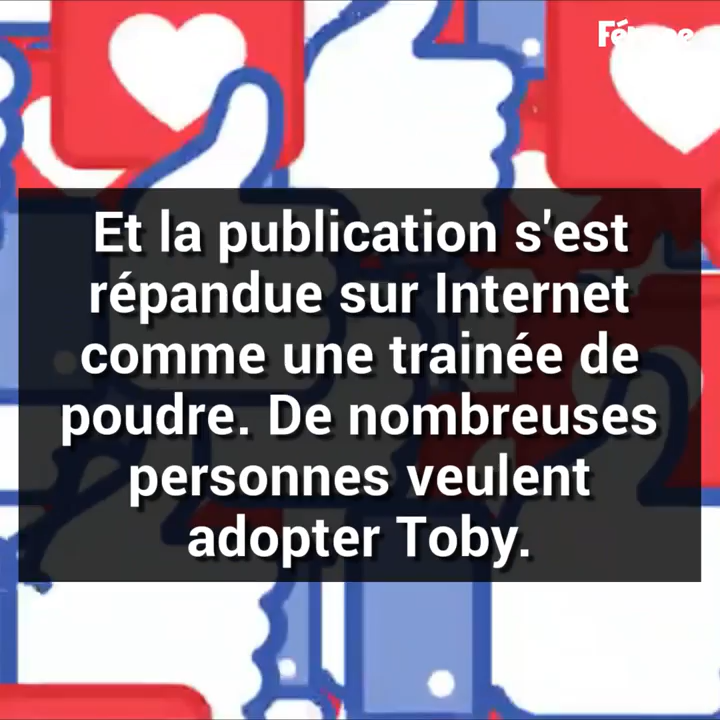 Et la publication s'est
répandue sur Internet
comme une trainée de
poudre. De nombreuses
personnes veulent
adopter Toby.